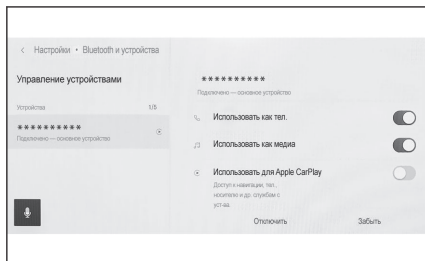 < Настройки • Bluetooth и устройства
Управление устройствами
Устройства 1/5
**********
Подключено — основное устройство
**********
Подключено — основное устройство
Использовать как тел.
Использовать как медиа
Использовать для Apple CarPlay
Доступ к навигации, тел.,
носителю и др. службам с
уст-ва.
Отключить Забыть